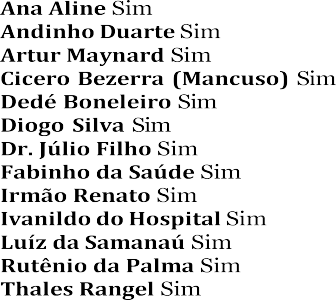 Ana Aline Sim
Andinho Duarte Sim
Artur Maynard Sim
Cicero Bezerra (Mancuso) Sim
Dedé Boneleiro Sim
Diogo Silva Sim
Dr. Júlio Filho Sim
Fabinho da Saúde Sim
Irmão Renato Sim
Ivanildo do Hospital Sim
Luíz da Samanaú Sim
Rutênio da Palma Sim
Thales Rangel Sim